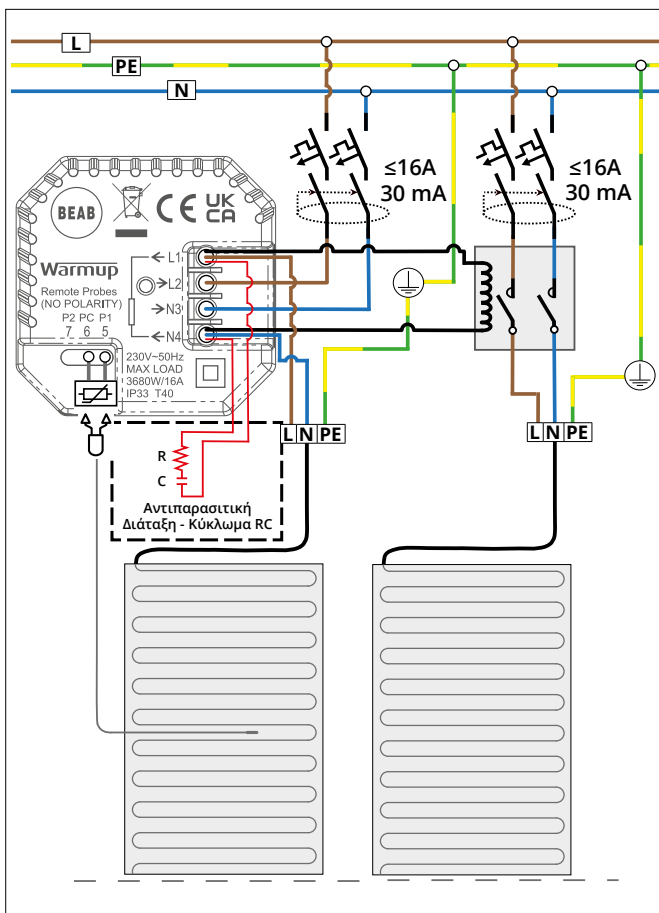 L
PE
N
≤16A
30 mA
≤16A
30 mA
BEAB
CE UK
CA
Warmup
Remote Probes
(NO POLARITY)
P2 PC P1
7 6 5
L1
L2
N3
N4
230V~50Hz
MAX LOAD
3680W/16A
IP33 T40
L N PE
L N PE
R
C
Αντιπαρασιτική
Διάταξη - Κύκλωμα RC